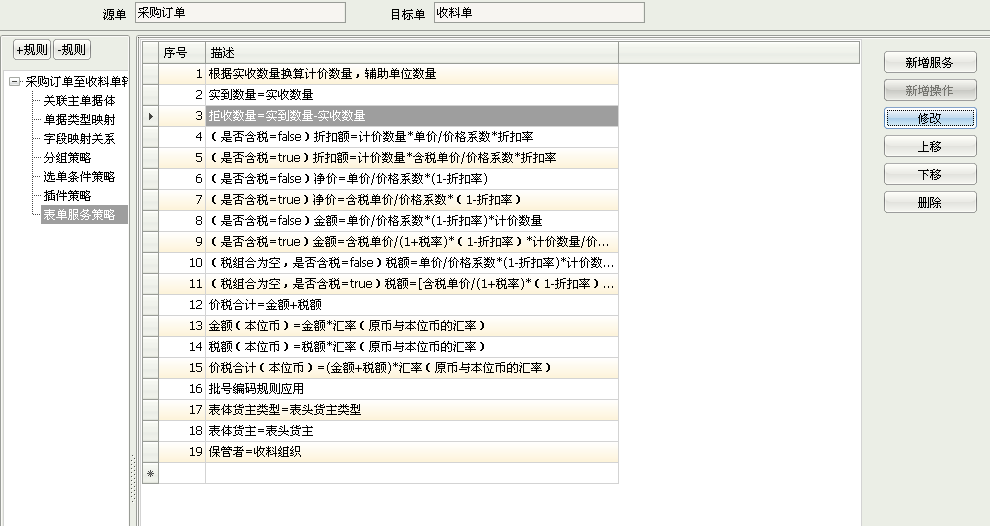 源单 采购订单 目标单 收料单
+规则 -规则
采购订单至收料单
关联主单据体
单据类型映射
字段映射关系
分组策略
选单条件策略
插件策略
表单服务策略
序号 描述
1 根据实收数量换算计价数量，辅助单位数量
2 实到数量=实收数量
3 拒收数量=实到数量-实收数量
4 (是否含税=false)折扣额=计价数量*单价/价格系数*折扣率
5 (是否含税=true)折扣额=计价数量*含税单价/价格系数*折扣率
6 (是否含税=false)净价=单价/价格系数*(1-折扣率)
7 (是否含税=true)净价=含税单价/价格系数*(1-折扣率)
8 (是否含税=false)金额=单价/价格系数*(1-折扣率)*计价数量
9 (是否含税=true)金额=含税单价/(1+税率)*(1-折扣率)*计价数量/价...
10 (税组合为空，是否含税=false)税额=单价/价格系数*(1-折扣率)*计价数...
11 (税组合为空，是否含税=true)税额=[含税单价/(1+税率)*(1-折扣率)...
12 价税合计=金额+税额
13 金额(本位币)=金额*汇率(原币与本位币的汇率)
14 税额(本位币)=税额*汇率(原币与本位币的汇率)
15 价税合计(本位币)=(金额+税额)*汇率(原币与本位币的汇率)
16 批号编码规则应用
17 表体货主类型=表头货主类型
18 表体货主=表头货主
19 保管者=收料组织
新增服务
新增操作
修改
上移
下移
删除